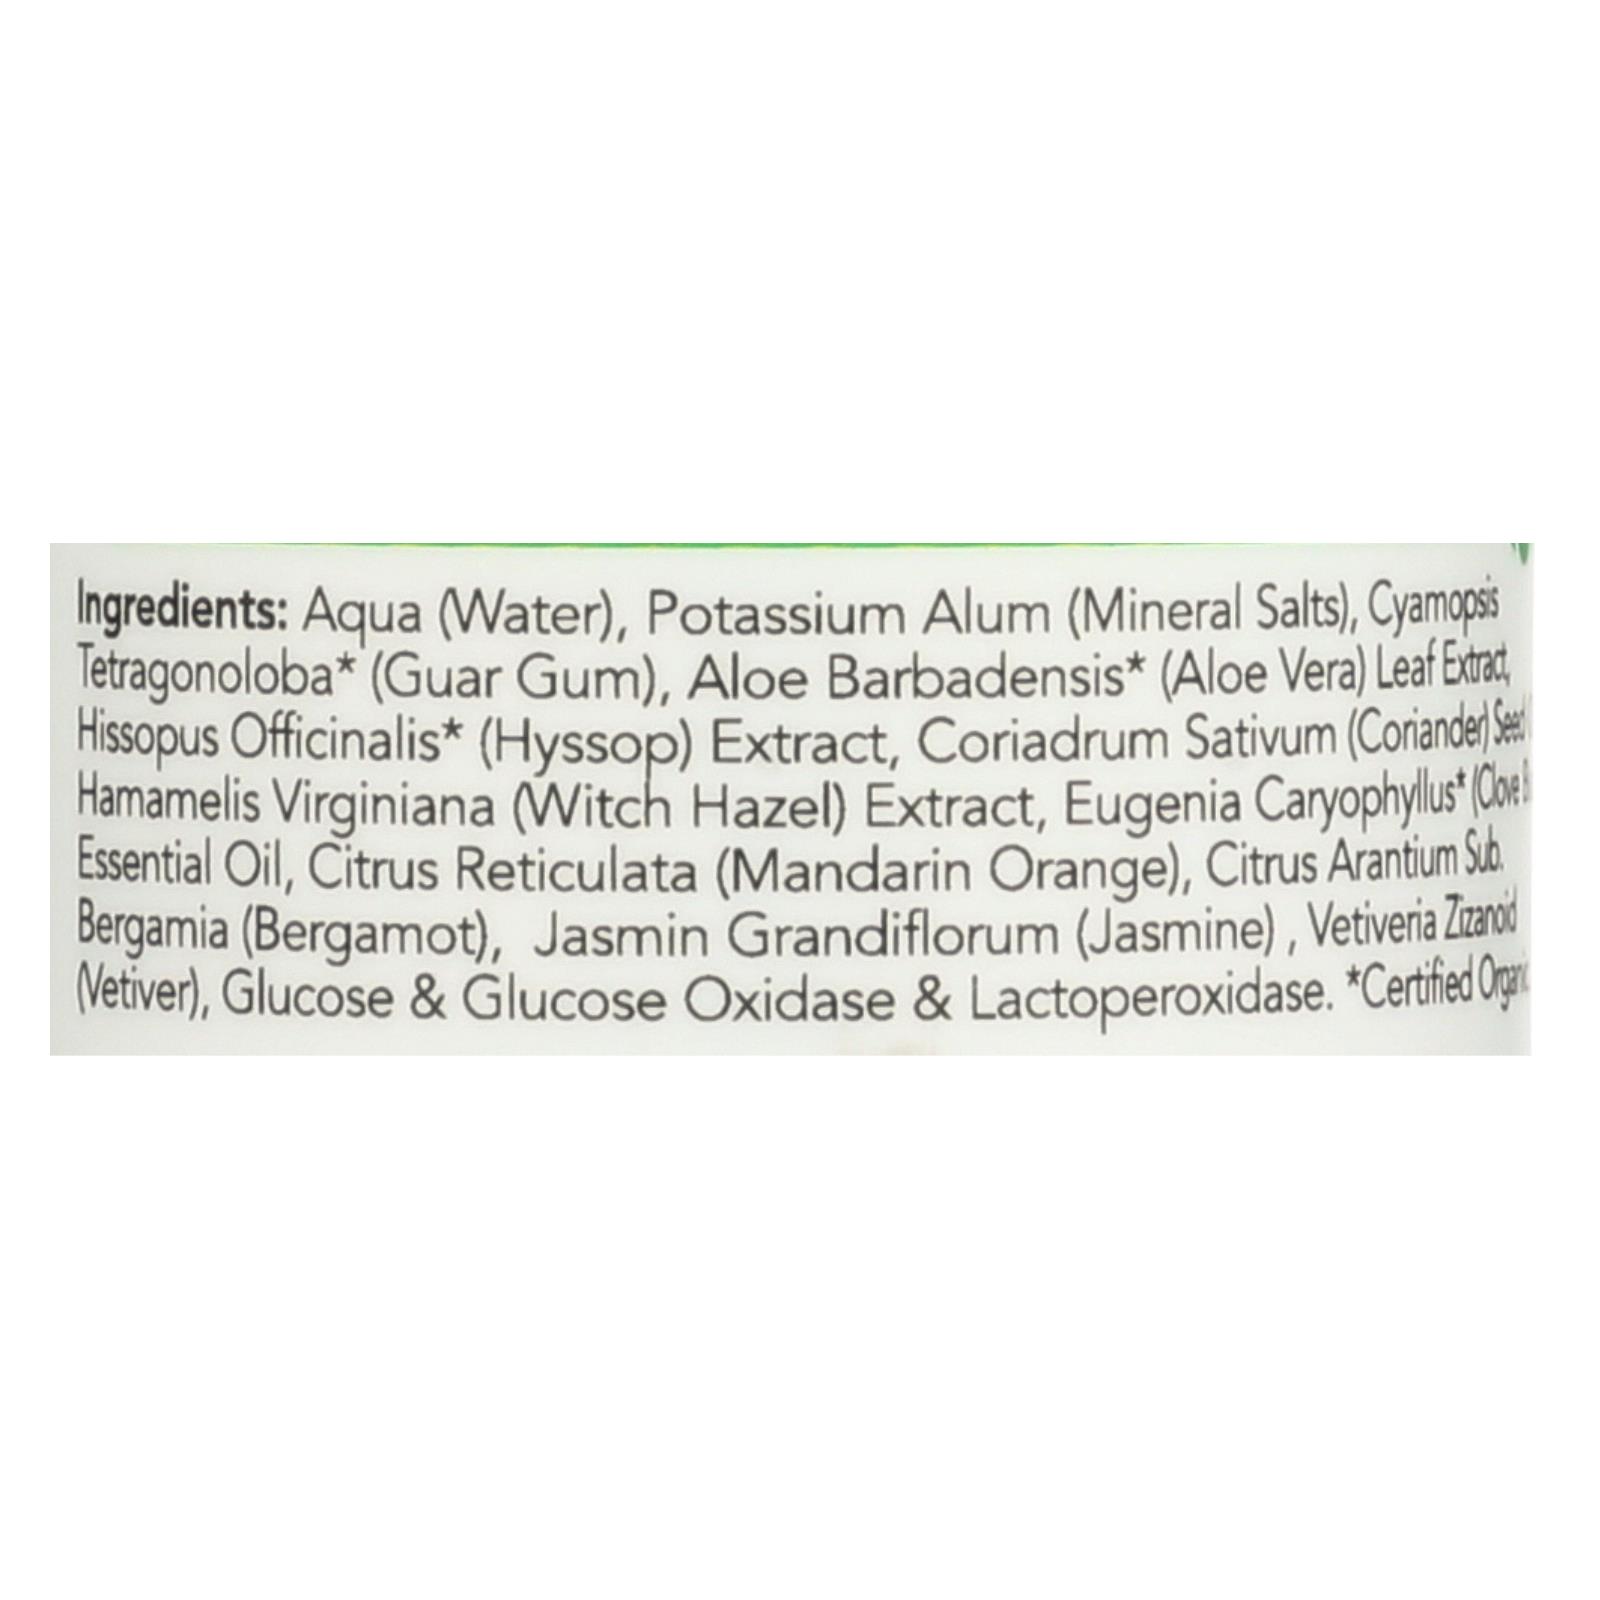 Ingredients: Aqua (Water), Potassium Alum (Mineral Salts), Cyamopsis
Tetragonoloba* (Guar Gum), Aloe Barbadensis* (Aloe Vera) Leaf Extract,
Hissopus Officinalis* (Hyssop) Extract, Coriadrum Sativum (Coriander) Seed
Hamamelis Virginiana (Witch Hazel) Extract, Eugenia Caryophyllus* (Clove
Essential Oil, Citrus Reticulata (Mandarin Orange), Citrus Arantium Sub.
Bergamia (Bergamot), Jasmin Grandiflorum (Jasmine) , Vetiveria Zizanoid
(Vetiver), Glucose & Glucose Oxidase & Lactoperoxidase. *Certified Organic